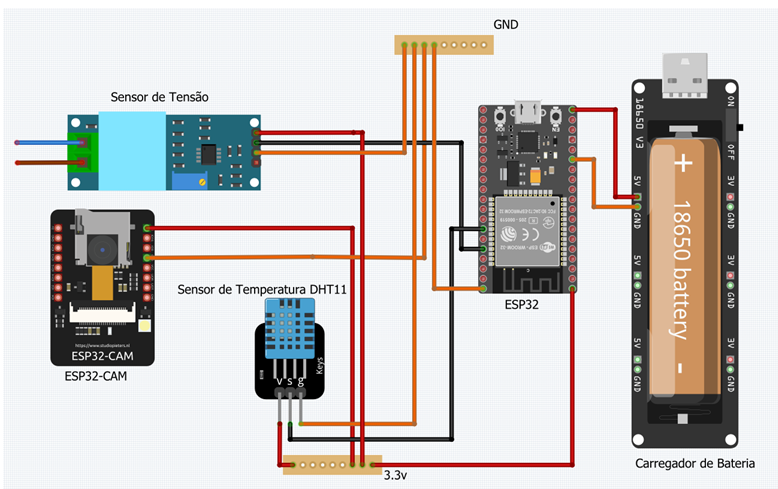 GND
Sensor de Tensão
18650 V3
ON
OFF
5V
GND
3V
GND
5V
GND
3V
GND
5V
GND
3V
GND
+
18650 battery
-
EN
ESP32
Sensor de Temperatura DHT11
Keys
v s g
https://www.studiopieters.nl
ESP32-CAM
ESP32-CAM
3.3v
Carregador de Bateria